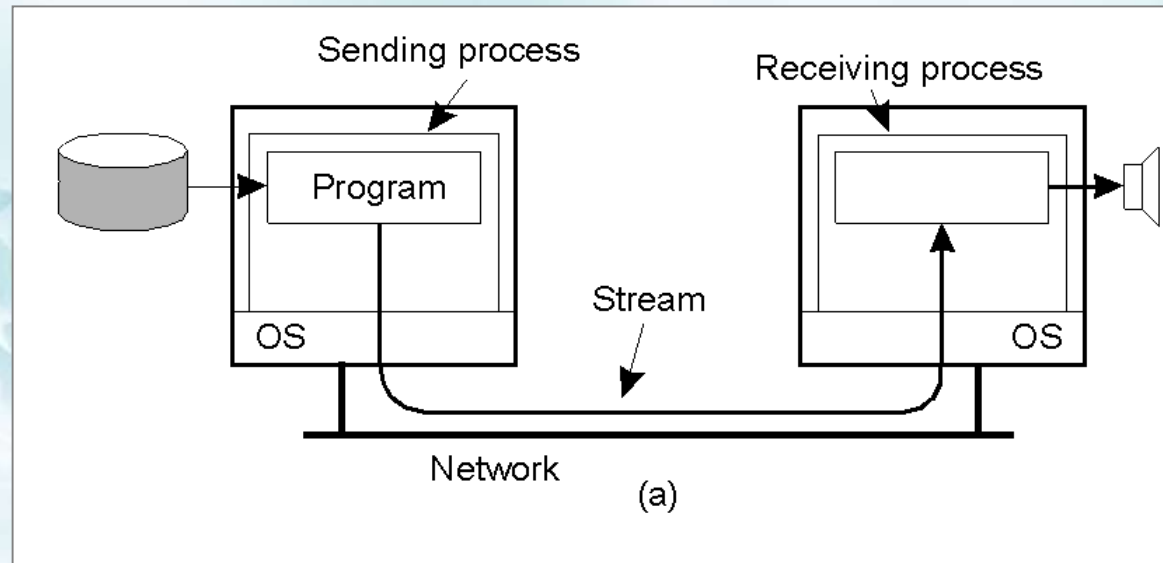 Sending process
Receiving process
Program
Stream
OS
OS
Network
(a)